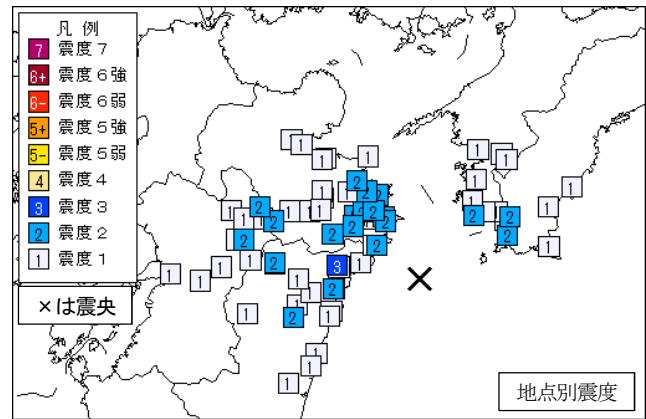 凡 例
7 震度７
6+ 震度６強
6- 震度６弱
5+ 震度５強
5- 震度５弱
4 震度４
3 震度３
2 震度２
1 震度１
×は震央
地点別震度